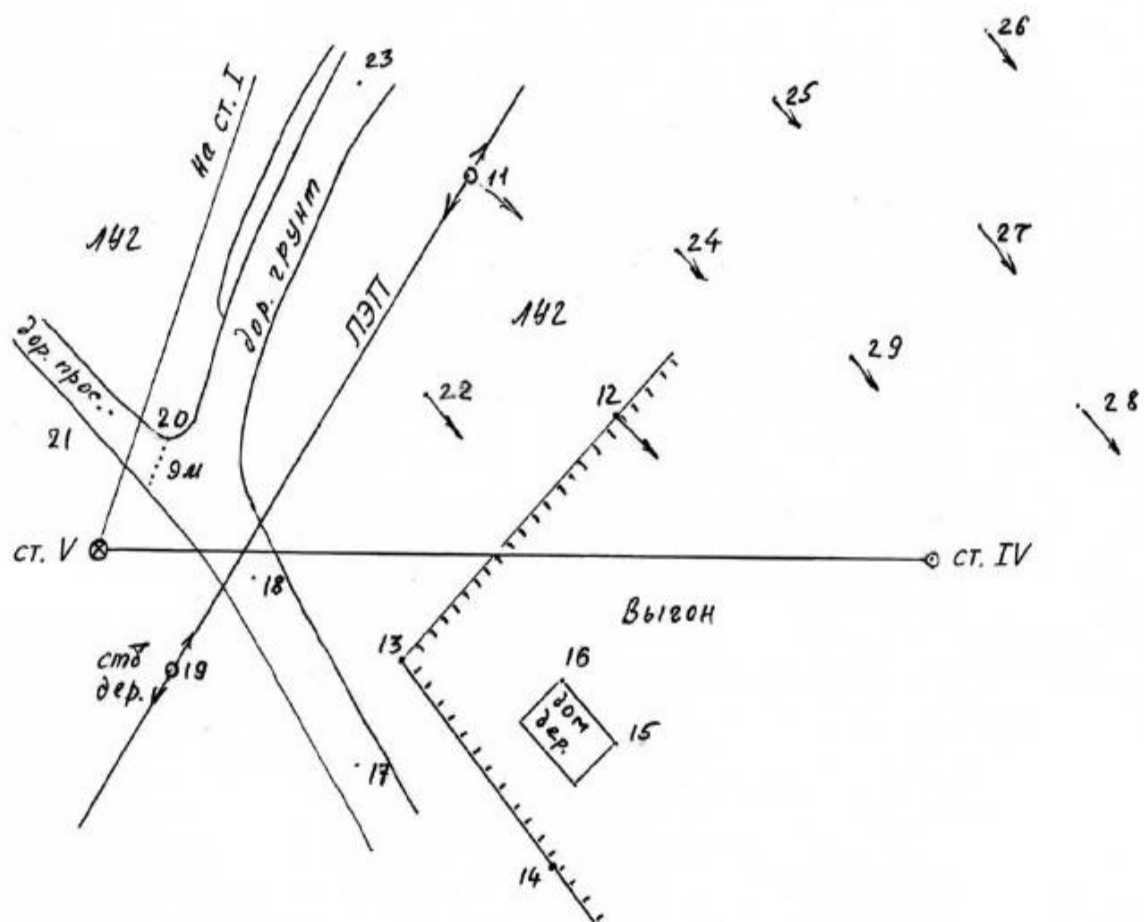 26
23
25
на ст. I
11
луг
дор. грунт
24
27
ЛЭП
луг
29
дор. прос.
22
12
28
20
21
9м
ст. V
ст. IV
18
Выгон
13
стб
дер.
19
16
дом
дер.
15
17
14